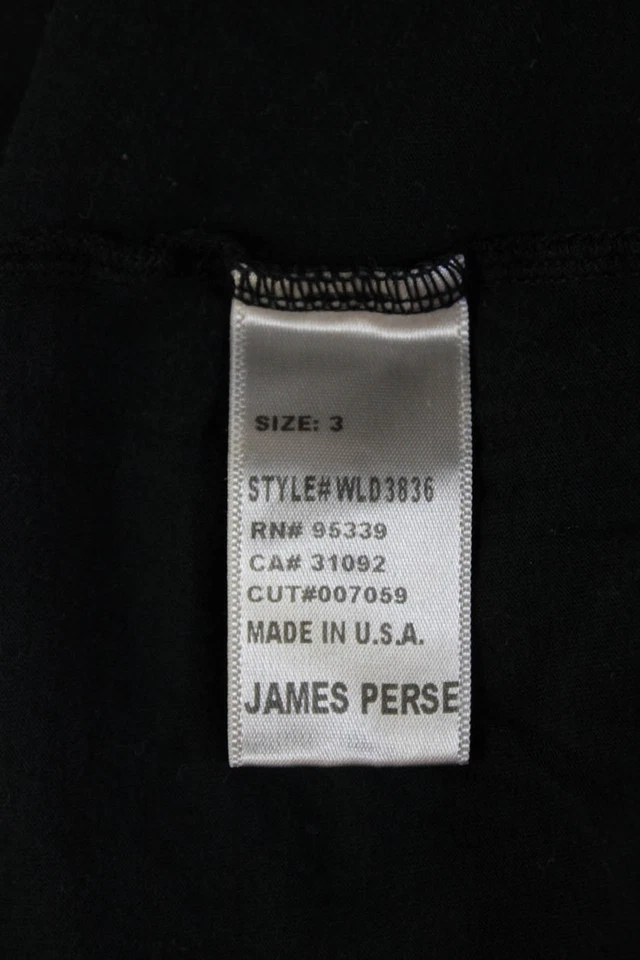 SIZE: 3
STYLE# WLD3836
RN# 95339
CA# 31092
CUT#007059
MADE IN U.S.A.
JAMES PERSE